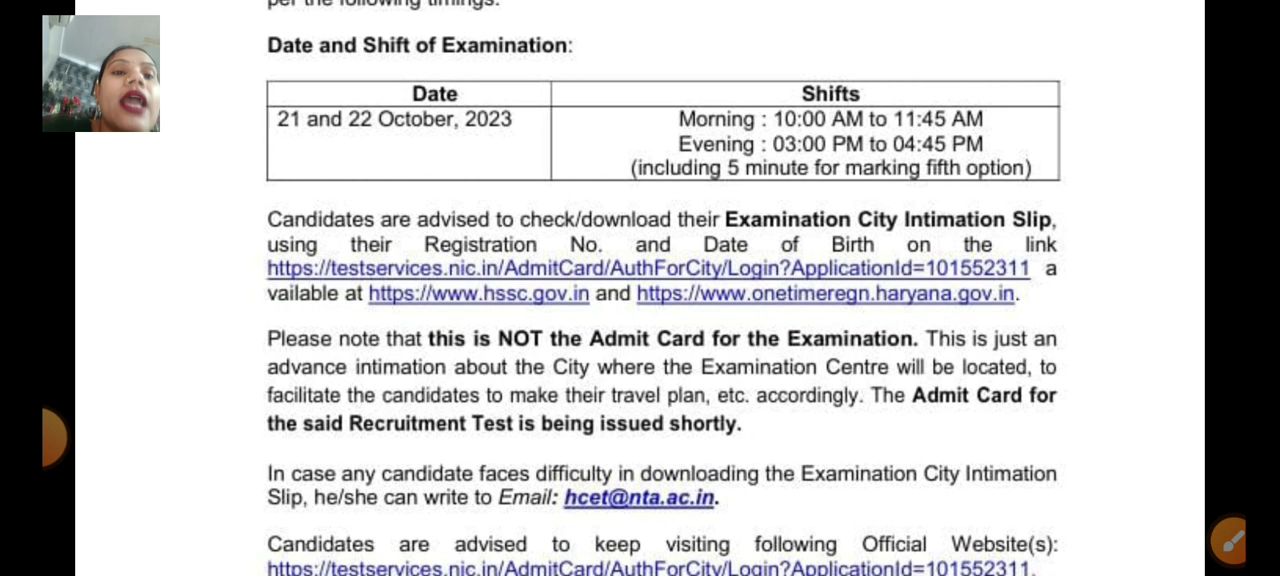 per the following timings:
Date and Shift of Examination:
Date Shifts
21 and 22 October, 2023 Morning : 10:00 AM to 11:45 AM
Evening : 03:00 PM to 04:45 PM
(including 5 minute for marking fifth option)
Candidates are advised to check/download their Examination City Intimation Slip,
using their Registration No. and Date of Birth on the link
https://testservices.nic.in/AdmitCard/AuthForCity/Login?ApplicationId=101552311 a
vailable at https://www.hssc.gov.in and https://www.onetimeregn.haryana.gov.in.
Please note that this is NOT the Admit Card for the Examination. This is just an
advance intimation about the City where the Examination Centre will be located, to
facilitate the candidates to make their travel plan, etc. accordingly. The Admit Card for
the said Recruitment Test is being issued shortly.
In case any candidate faces difficulty in downloading the Examination City Intimation
Slip, he/she can write to Email: hcet@nta.ac.in.
Candidates are advised to keep visiting following Official Website(s):
https://testservices.nic.in/AdmitCard/AuthForCity/Login?ApplicationId=101552311,